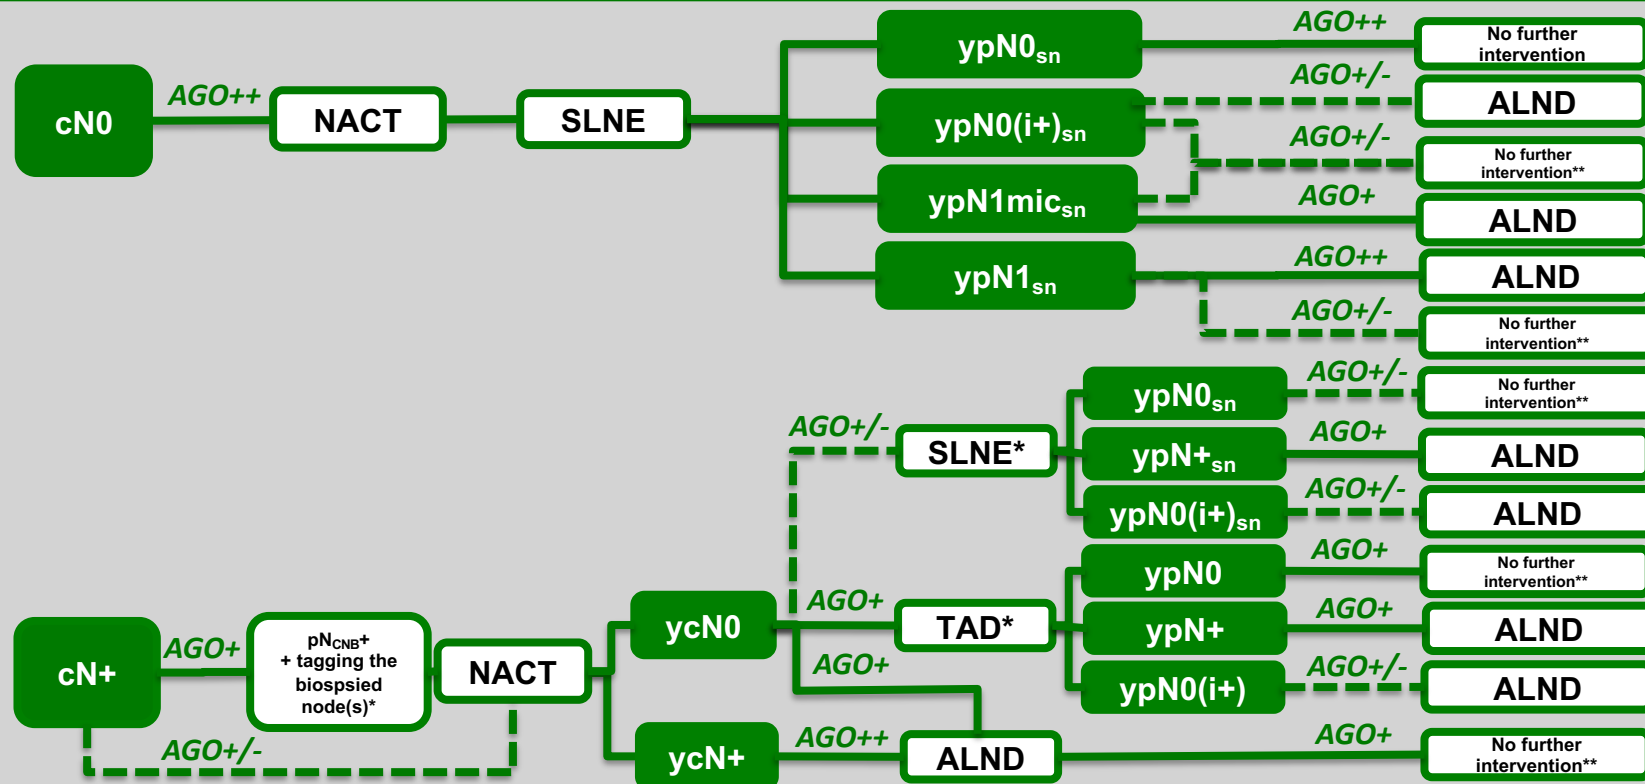 cN0
AGO++
NACT
SLNE
ypN0sn
AGO++
No further
intervention
ypN0(i+)sn
AGO+/-
ALND
AGO+/-
No further
intervention**
ypN1micsn
AGO+
ALND
ypN1sn
AGO++
ALND
AGO+/-
No further
intervention**
cN+
AGO+
pNCNB+
+ tagging the
biospsied
node(s)*
AGO+/-
NACT
ycN0
AGO+/-
SLNE*
ypN0sn
AGO+/-
No further
intervention**
ypN+sn
AGO+
ALND
ypN0(i+)sn
AGO+/-
ALND
AGO+
TAD*
ypN0
AGO+
No further
intervention**
ypN+
AGO+
ALND
ypN0(i+)
AGO+/-
ALND
AGO+
ycN+
AGO++
ALND
AGO+
No further
intervention**